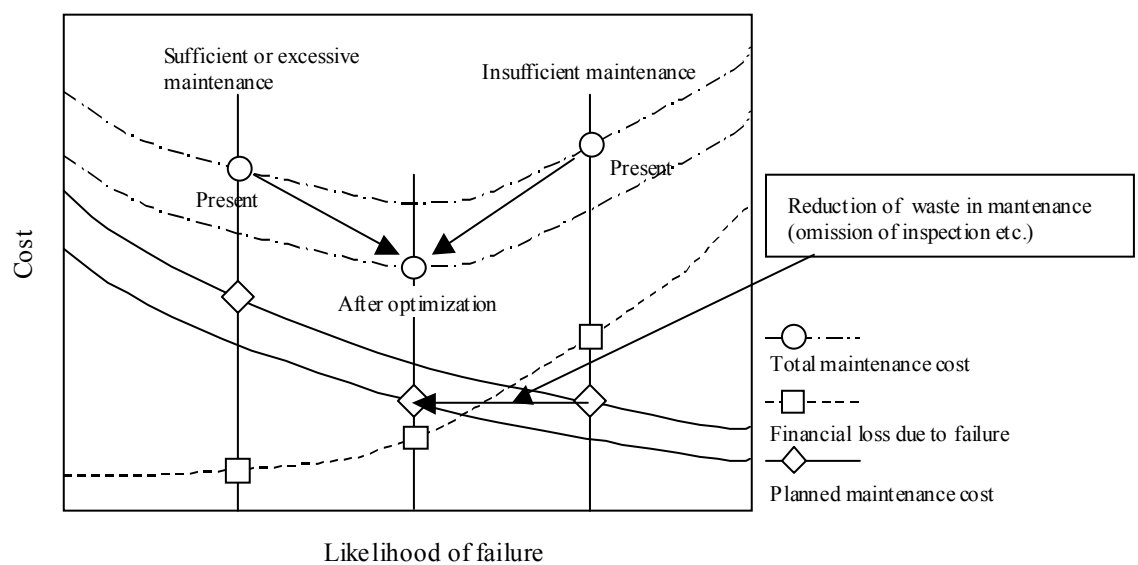 Sufficient or excessive
maintenance
Insufficient maintenance
Present
Present
Reduction of waste in mantenance
(omission of inspection etc.)
Cost
After optimization
Total maintenance cost
Financial loss due to failure
Planned maintenance cost
Likelihood of failure